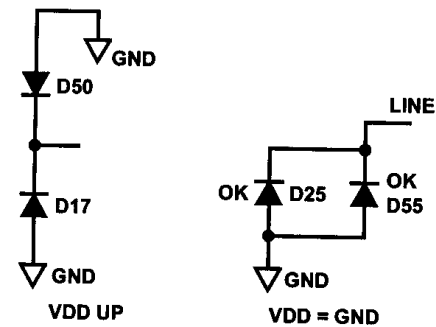 GND
D50
D17
GND
VDD UP
LINE
OK D25
OK
D55
GND
VDD = GND